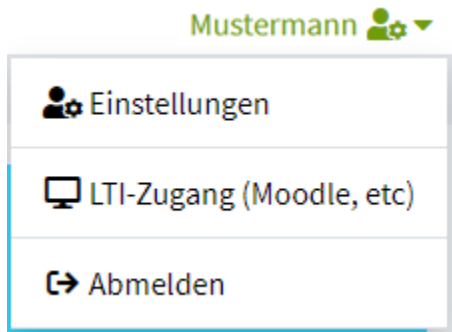 Mustermann
Einstellungen
LTI-Zugang (Moodle, etc)
Abmelden